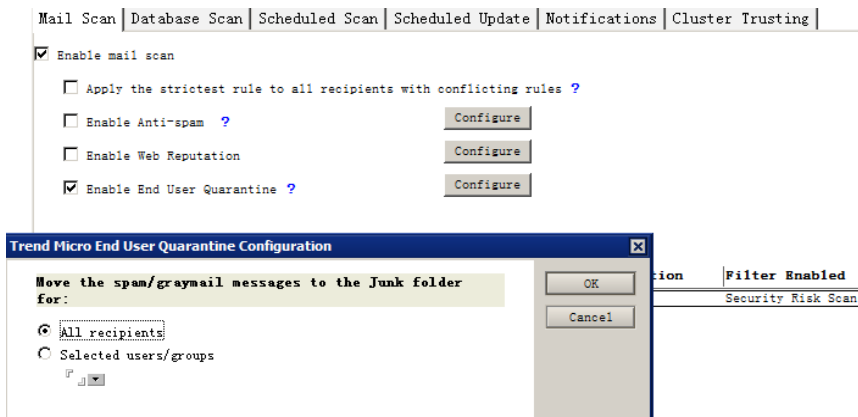 Mail Scan Database Scan Scheduled Scan Scheduled Update Notifications Cluster Trusting
Enable mail scan
Apply the strictest rule to all recipients with conflicting rules ?
Enable Anti-spam ? Configure
Enable Web Reputation Configure
Enable End User Quarantine ? Configure
Trend Micro End User Quarantine Configuration
Move the spam/graymail messages to the Junk folder
for:
OK
tion Filter Enabled
Security Risk Scan
Cancel
All recipients
Selected users/groups